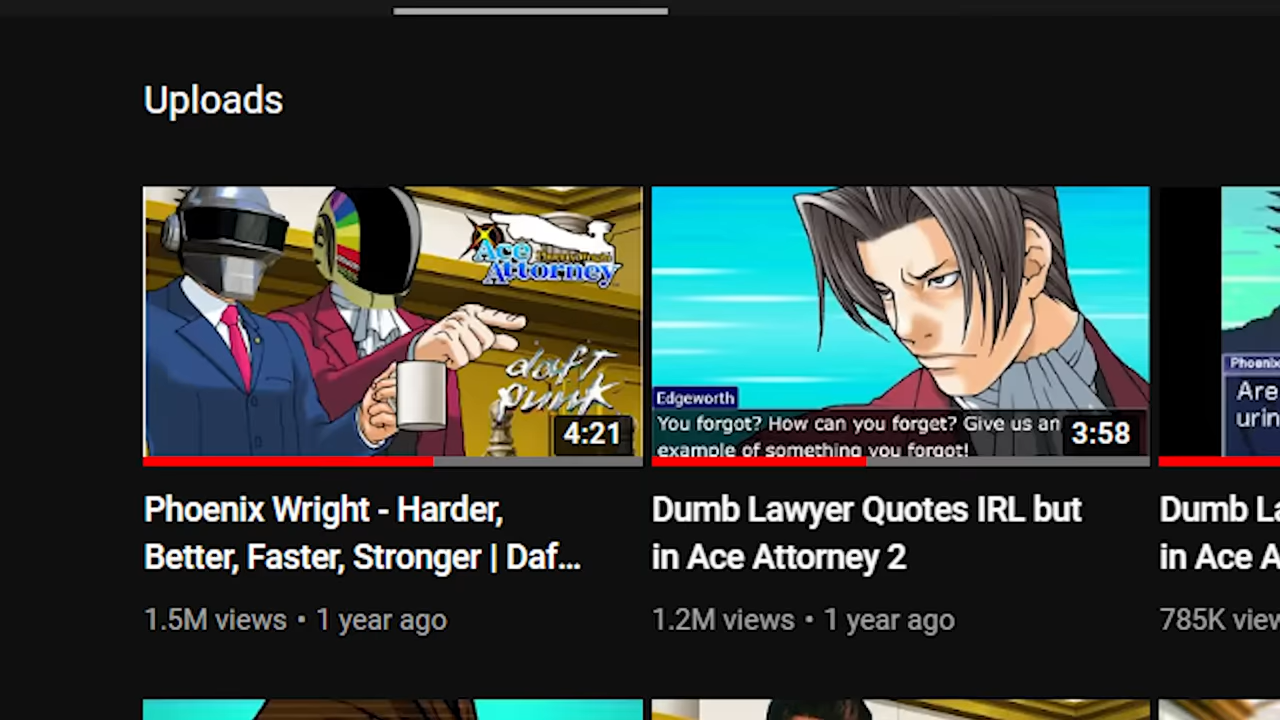 Uploads
Ace
Attorney
daft
punk
4:21
Edgeworth
You forgot? How can you forget? Give us an
example of something you forgot!
3:58
Phoenix
Are
urin
Phoenix Wright - Harder,
Better, Faster, Stronger | Daf...
1.5M views • 1 year ago
Dumb Lawyer Quotes IRL but
in Ace Attorney 2
1.2M views • 1 year ago
Dumb La
in Ace A
785K view